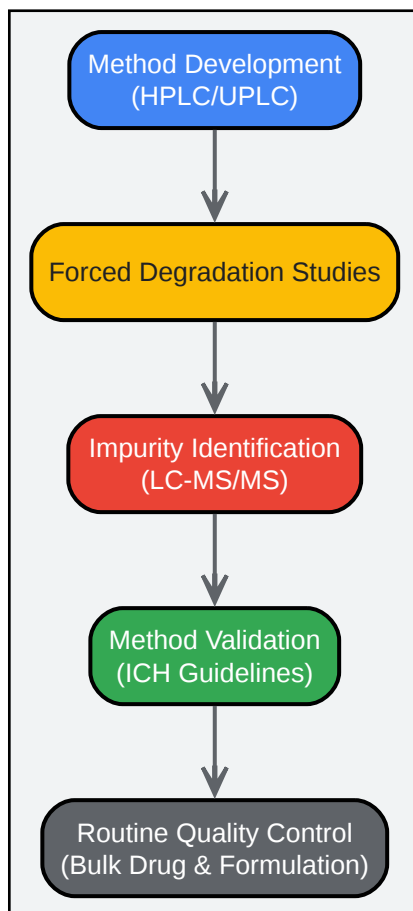 Method Development
(HPLC/UPLC)
Forced Degradation Studies
Impurity Identification
(LC-MS/MS)
Method Validation
(ICH Guidelines)
Routine Quality Control
(Bulk Drug & Formulation)